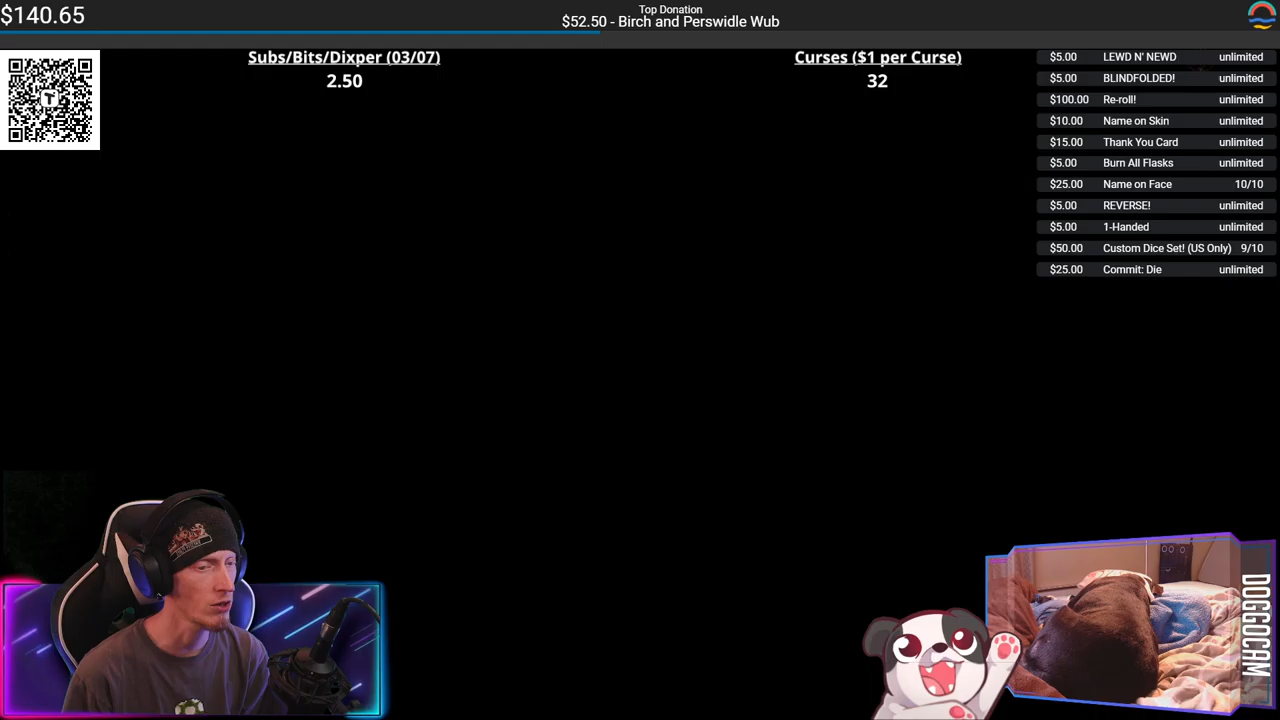 $140.65
Top Donation
$52.50 - Birch and Perswidle Wub
Subs/Bits/Dixper (03/07)
2.50
Curses ($1 per Curse)
32
$5.00 LEWD N' NEWD unlimited
$5.00 BLINDFOLDED! unlimited
$100.00 Re-roll! unlimited
$10.00 Name on Skin unlimited
$15.00 Thank You Card unlimited
$5.00 Burn All Flasks unlimited
$25.00 Name on Face 10/10
$5.00 REVERSE! unlimited
$5.00 1-Handed unlimited
$50.00 Custom Dice Set! (US Only) 9/10
$25.00 Commit: Die unlimited
DOGGOCAM